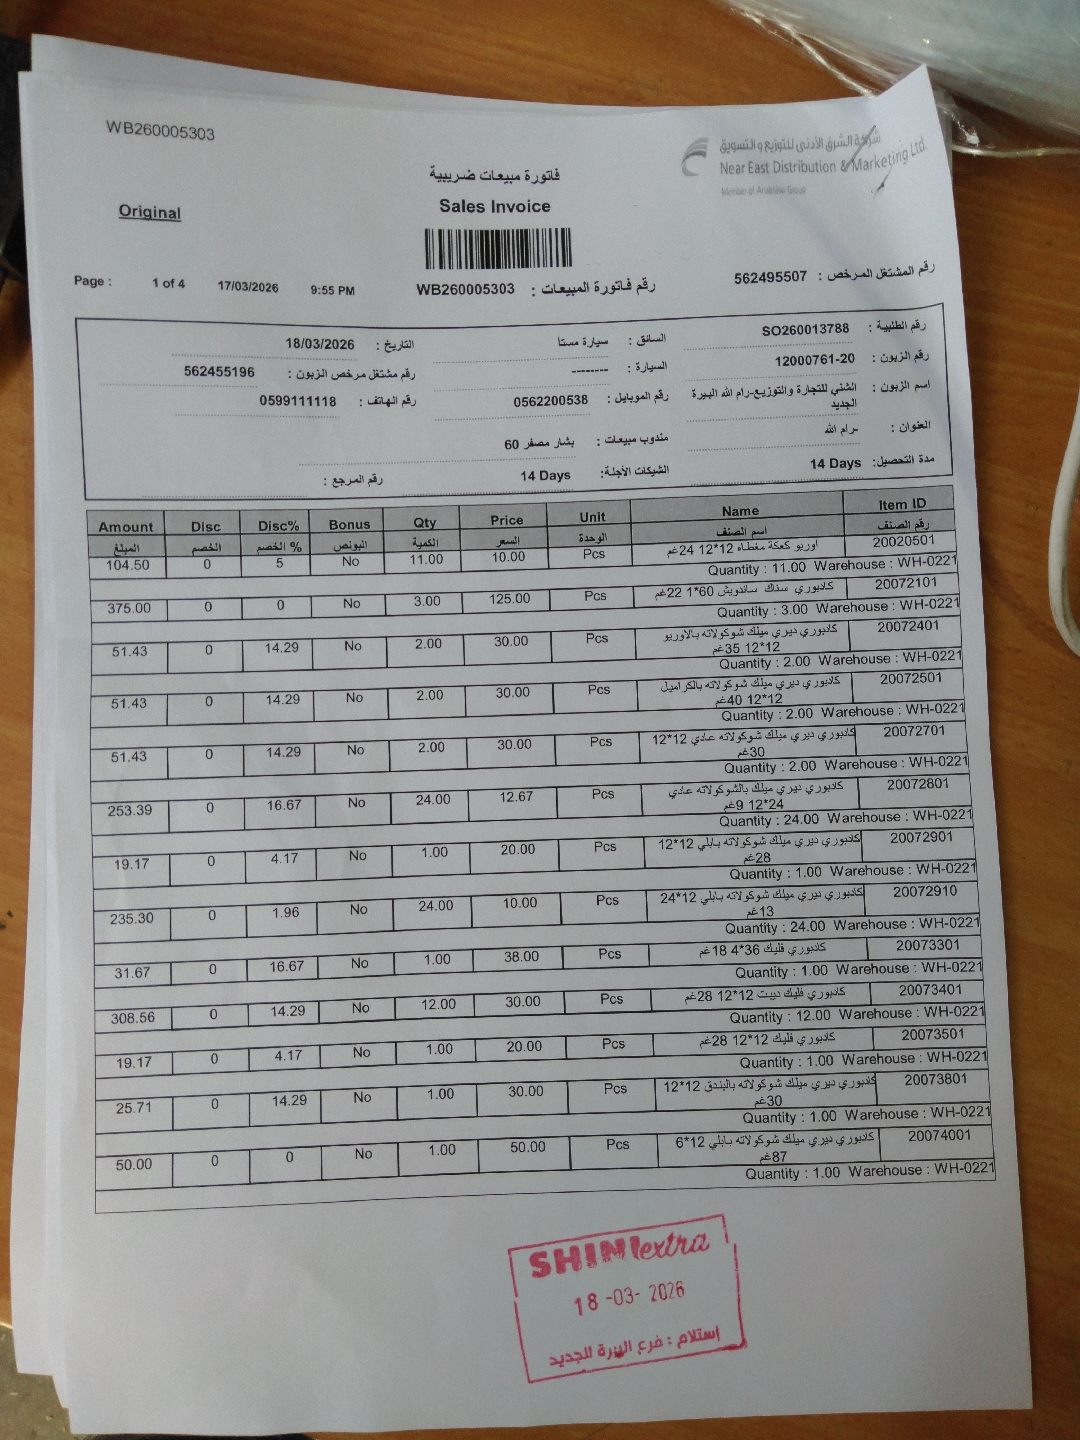 WB260005303
شركة الشرق الأدنى للتوزيع والتسويق
Near East Distribution & Marketing Ltd.
Member of Anabtawi Group
فاتورة مبيعات ضريبية
Original
Sales Invoice
Page : 1 of 4 17/03/2026 9:55 PM WB260005303 رقم فاتورة المبيعات : 562495507 رقم المشتغل المرخص :
رقم الطلبية : SO260013788 السائق : سيارة مستا التاريخ : 18/03/2026
رقم الزبون : 12000761-20 السيارة : -------- رقم مشتغل مرخص الزبون : 562455196
اسم الزبون : الشني للتجارة والتوزيع-رام الله البيرة الجديد رقم الموبايل : 0562200538 رقم الهاتف : 0599111118
العنوان : -رام الله مندوب مبيعات : بشار مصفر 60
مدة التحصيل: 14 Days الشيكات الآجلة: 14 Days رقم المرجع :
Amount Disc Disc% Bonus Qty Price Unit Name Item ID
المبلغ الخصم % الخصم البونص الكمية السعر الوحدة اسم الصنف رقم الصنف
104.50 0 5 No 11.00 10.00 Pcs اوريو كعكة مغطاه 12*12 24غم 20020501
Quantity : 11.00 Warehouse : WH-0221
375.00 0 0 No 3.00 125.00 Pcs كادبوري سناك ساندويش 60*1 22غم 20072101
Quantity : 3.00 Warehouse : WH-0221
51.43 0 14.29 No 2.00 30.00 Pcs كادبوري ديري ميلك شوكولاته بالاوريو 12*12 35غم 20072401
Quantity : 2.00 Warehouse : WH-0221
51.43 0 14.29 No 2.00 30.00 Pcs كادبوري ديري ميلك شوكولاته بالكراميل 12*12 40غم 20072501
Quantity : 2.00 Warehouse : WH-0221
51.43 0 14.29 No 2.00 30.00 Pcs كادبوري ديري ميلك شوكولاته عادي 12*12 30غم 20072701
Quantity : 2.00 Warehouse : WH-0221
253.39 0 16.67 No 24.00 12.67 Pcs كادبوري ديري ميلك بالشوكولاته عادي 24*12 9غم 20072801
Quantity : 24.00 Warehouse : WH-0221
19.17 0 4.17 No 1.00 20.00 Pcs كادبوري ديري ميلك شوكولاته بابلي 12*12 28غم 20072901
Quantity : 1.00 Warehouse : WH-0221
235.30 0 1.96 No 24.00 10.00 Pcs كادبوري ديري ميلك شوكولاته بابلي 12*24 13غم 20072910
Quantity : 24.00 Warehouse : WH-0221
31.67 0 16.67 No 1.00 38.00 Pcs كادبوري فليك 36*4 18غم 20073301
Quantity : 1.00 Warehouse : WH-0221
308.56 0 14.29 No 12.00 30.00 Pcs كادبوري فليك ديبت 12*12 28غم 20073401
Quantity : 12.00 Warehouse : WH-0221
19.17 0 4.17 No 1.00 20.00 Pcs كادبوري فليك 12*12 28غم 20073501
Quantity : 1.00 Warehouse : WH-0221
25.71 0 14.29 No 1.00 30.00 Pcs كادبوري ديري ميلك شوكولاته بالبندق 12*12 30غم 20073801
Quantity : 1.00 Warehouse : WH-0221
50.00 0 0 No 1.00 50.00 Pcs كادبوري ديري ميلك شوكولاته بابلي 12*6 87غم 20074001
Quantity : 1.00 Warehouse : WH-0221
SHINI extra
18 -03- 2026
إستلام : فرع البيرة الجديد